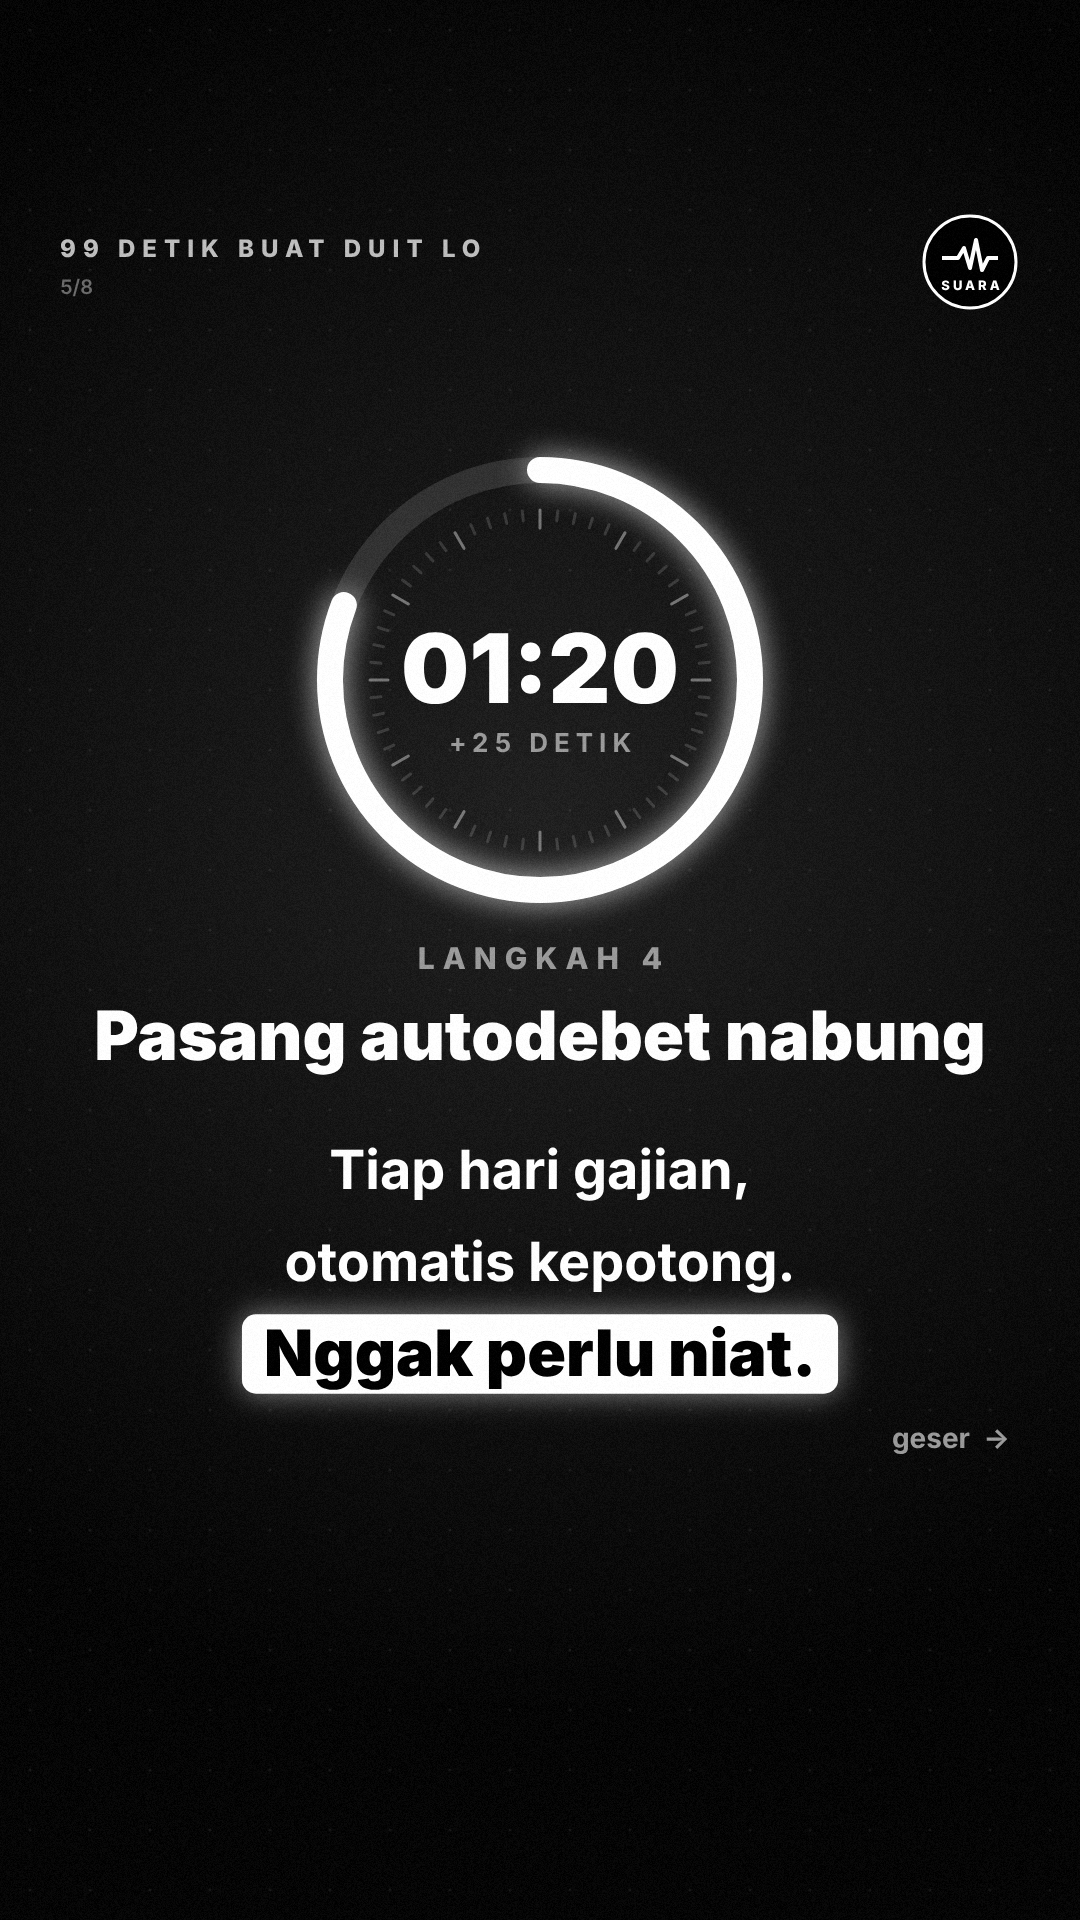 99 DETIK BUAT DUIT LO
5/8
SUARA
01:20
+25 DETIK
LANGKAH 4
Pasang autodebet nabung
Tiap hari gajian,
otomatis kepotong.
Nggak perlu niat.
geser →